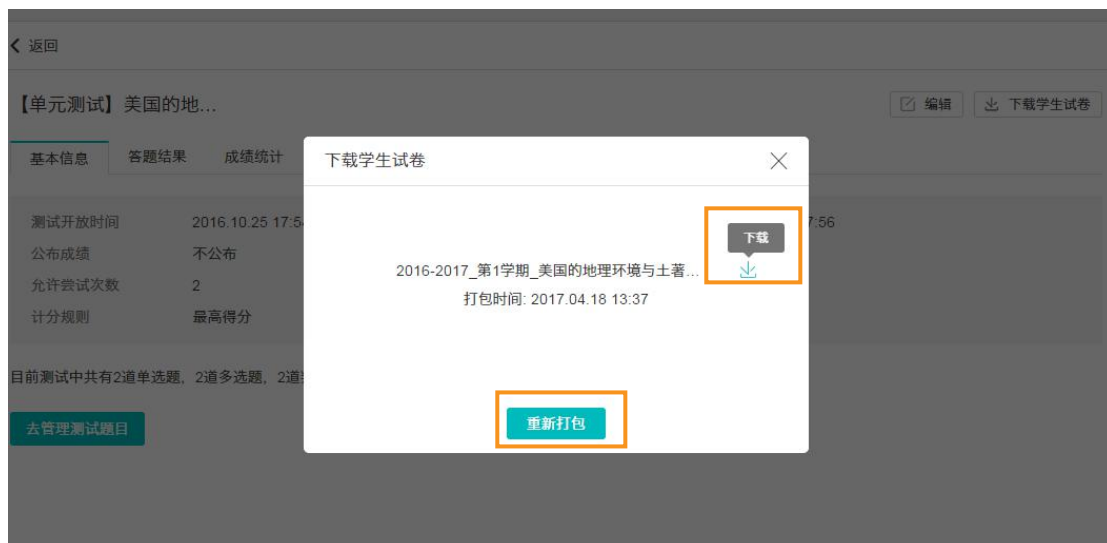 返回
【单元测试】美国的地...
编辑 下载学生试卷
基本信息 答题结果 成绩统计
下载学生试卷
测试开放时间 2016.10.25 17:5 7:56
下载
公布成绩 不公布
2016-2017_第1学期_美国的地理环境与土著...
允许尝试次数 2
打包时间: 2017.04.18 13:37
计分规则 最高得分
目前测试中共有2道单选题，2道多选题，2道
重新打包
去管理测试题目